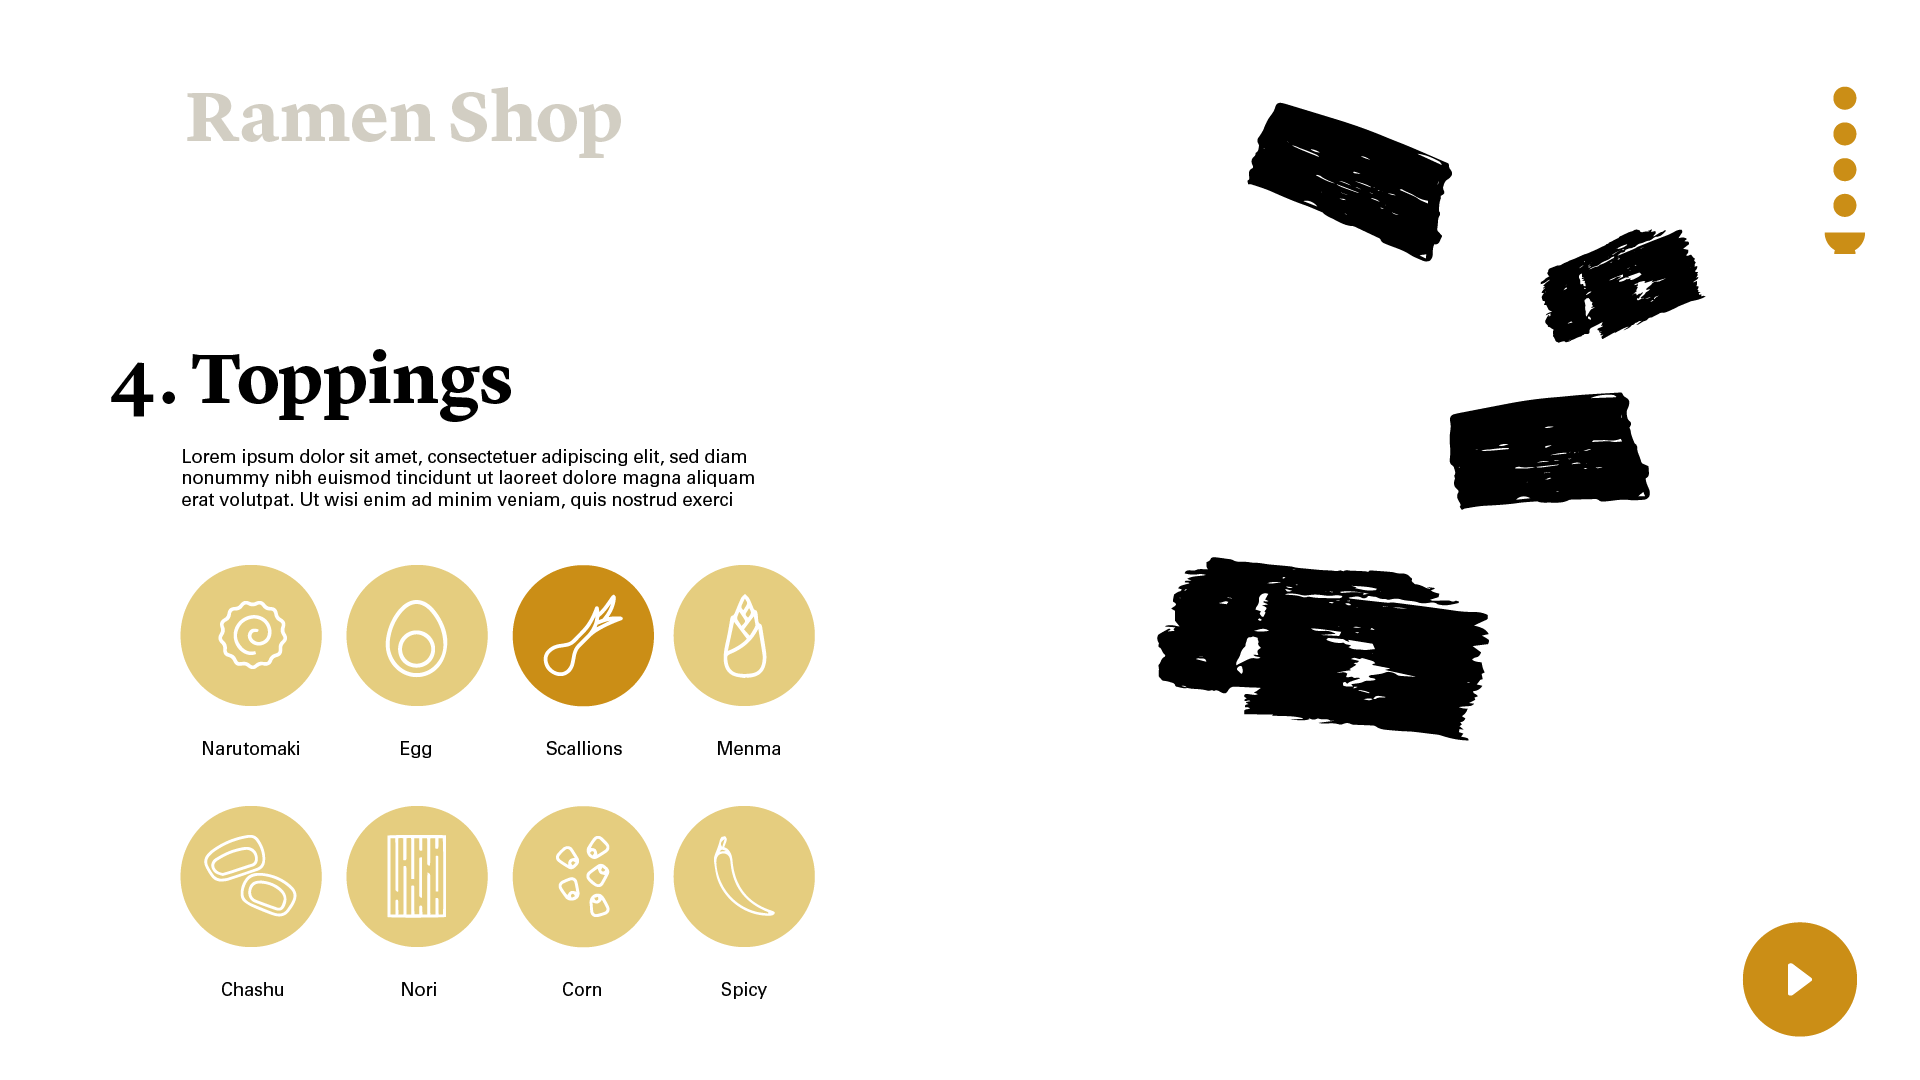 Ramen Shop
4. Toppings
Lorem ipsum dolor sit amet, consectetuer adipiscing elit, sed diam
nonummy nibh euismod tincidunt ut laoreet dolore magna aliquam
erat volutpat. Ut wisi enim ad minim veniam, quis nostrud exerci
Narutomaki Egg Scallions Menma
Chashu Nori Corn Spicy